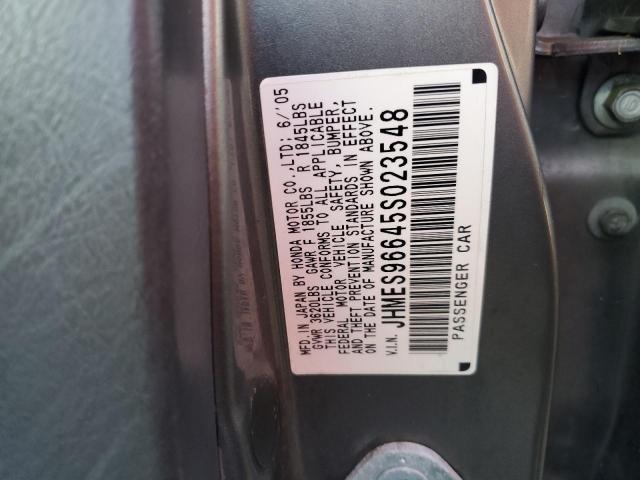 MFD. IN JAPAN BY HONDA MOTOR CO.,LTD; 6/'05
GVWR 3620LBS GAWR F 1855LBS R 1845LBS
THIS VEHICLE CONFORMS TO ALL APPLICABLE
FEDERAL MOTOR VEHICLE SAFETY, BUMPER,
AND THEFT PREVENTION STANDARDS IN EFFECT
ON THE DATE OF MANUFACTURE SHOWN ABOVE.
V.I.N. JHMES96645S023548
PASSENGER CAR